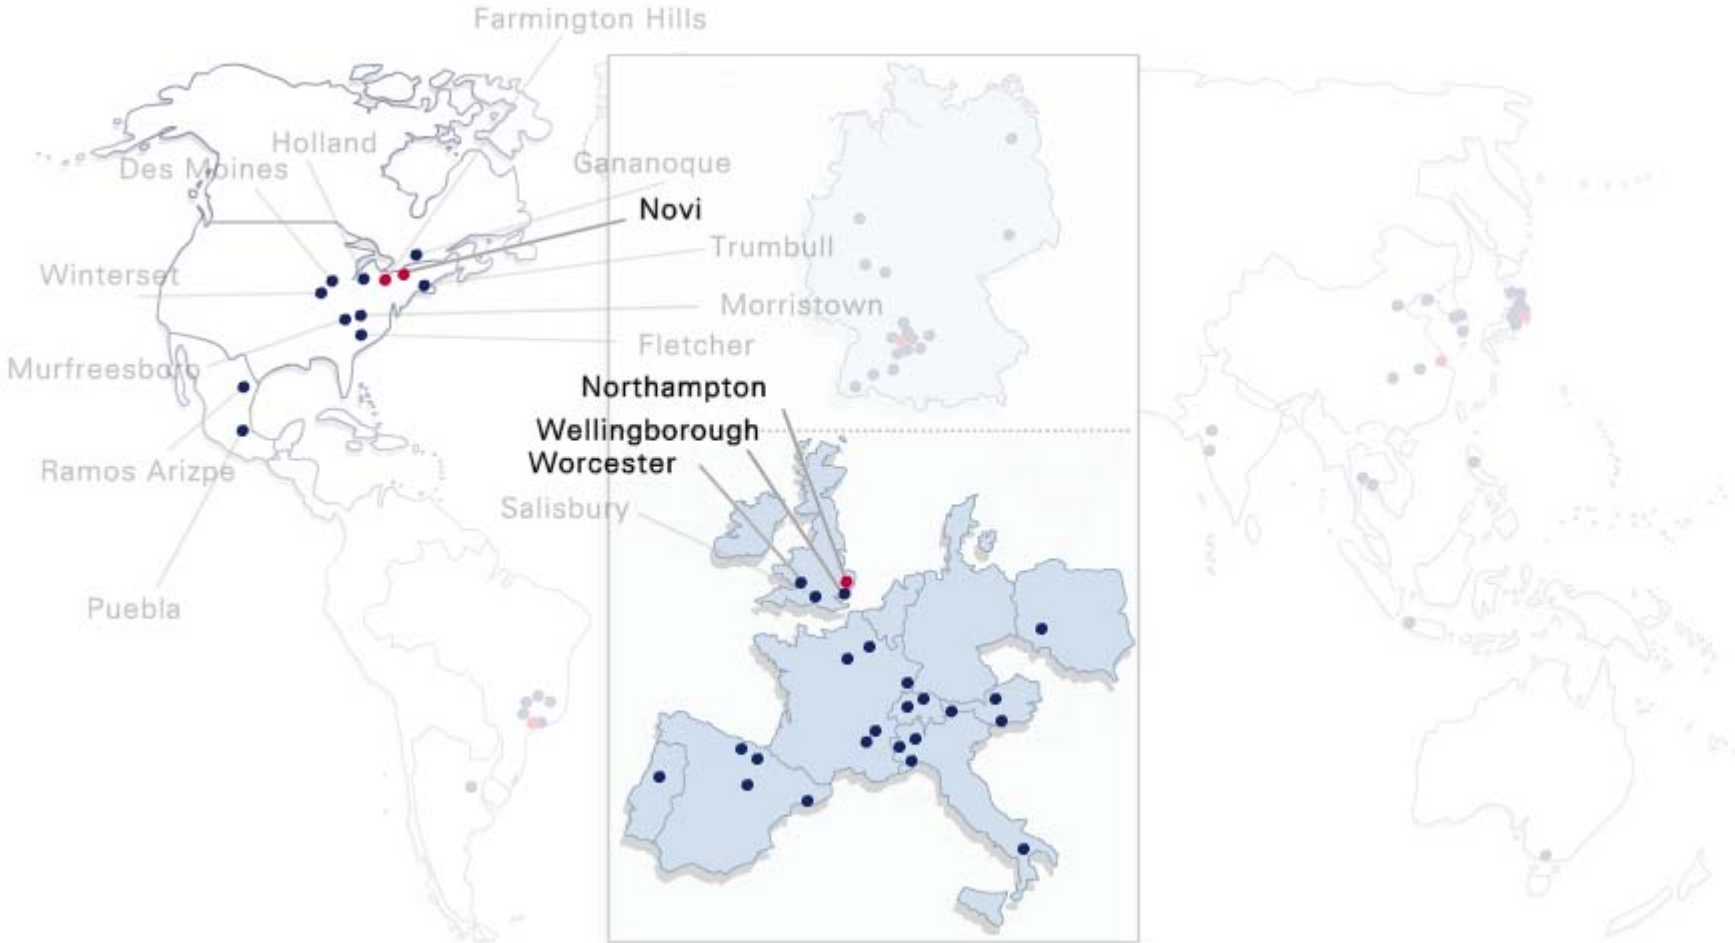 Farmington Hills
Holland
Des Moines
Gananoque
Novi
Trumbull
Winterset
Morristown
Fletcher
Murfreesboro
Northampton
Wellingborough
Worcester
Ramos Arizpe
Salisbury
Puebla